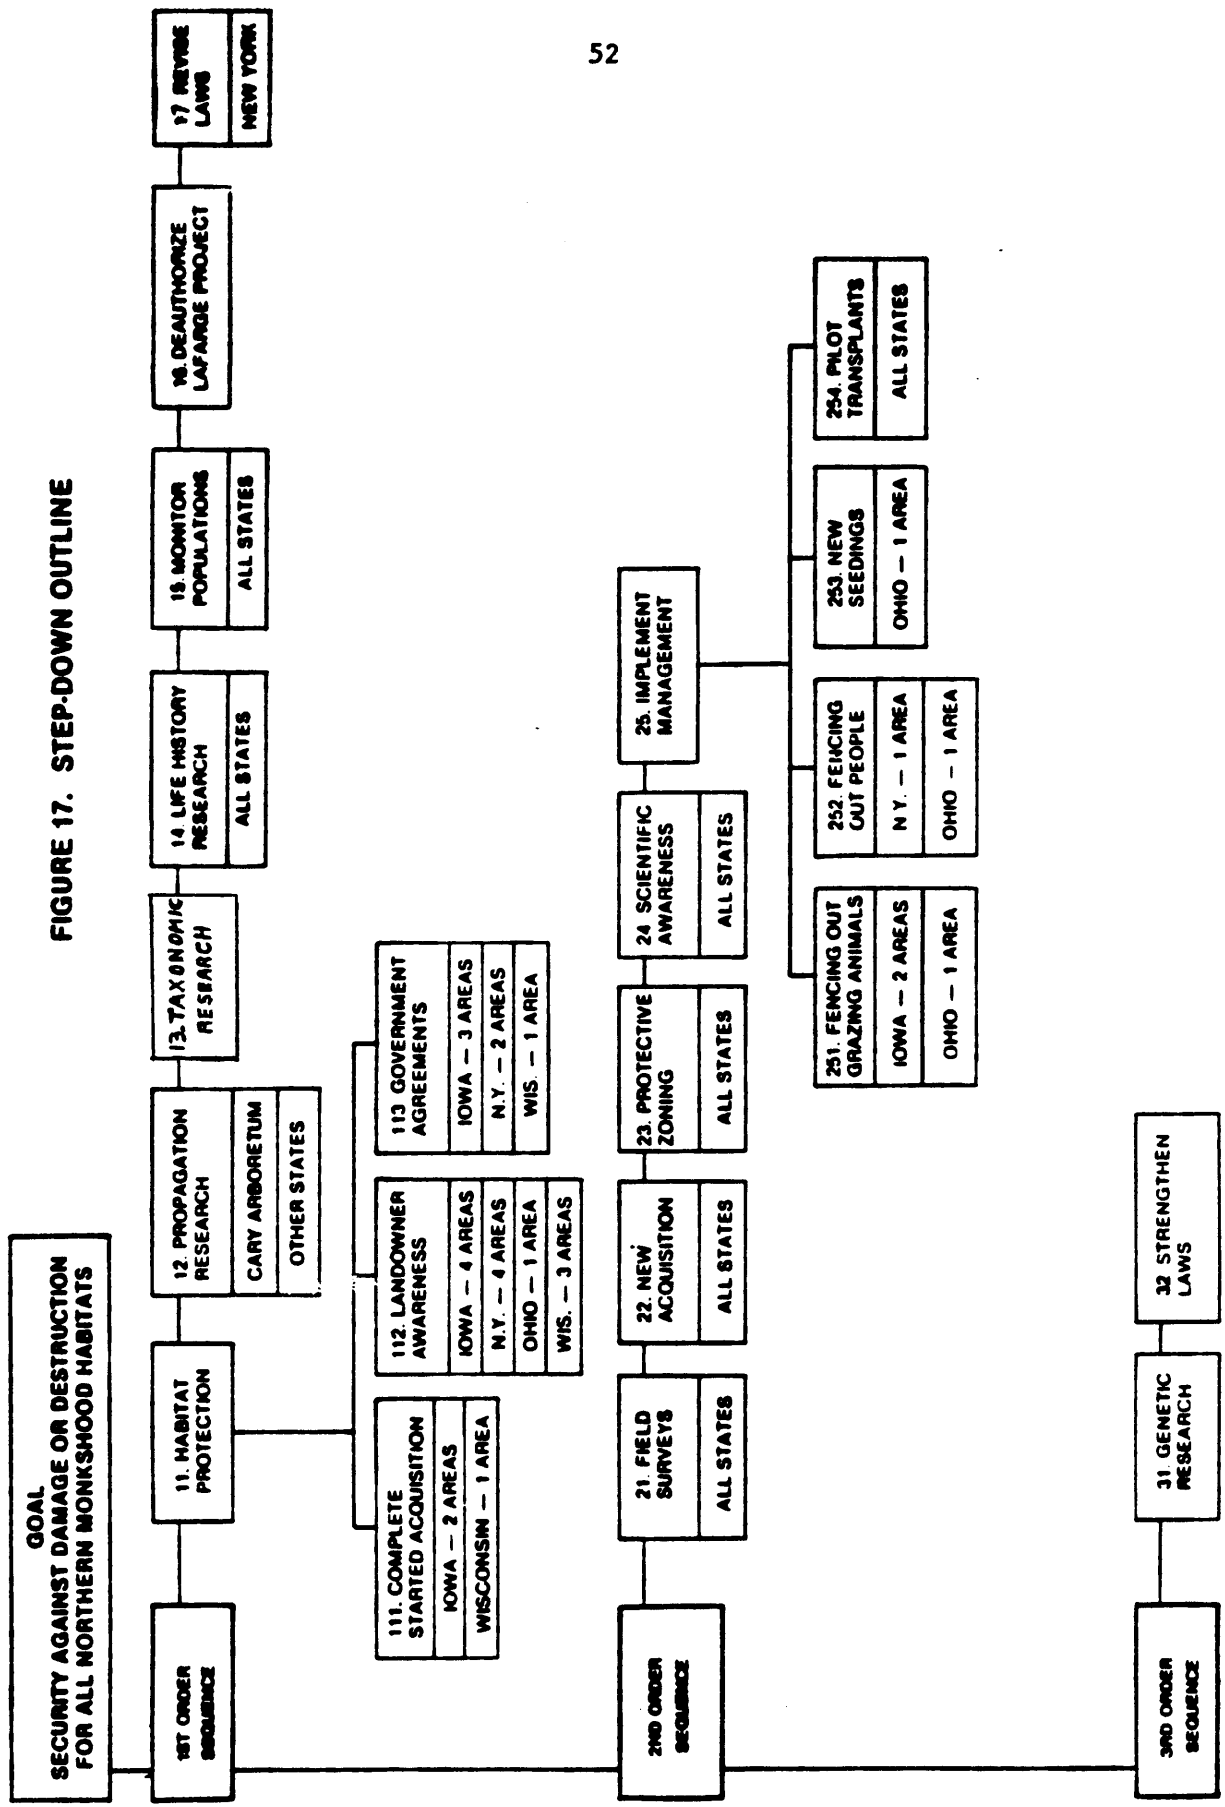 52
FIGURE 17. STEP-DOWN OUTLINE
GOAL
SECURITY AGAINST DAMAGE OR DESTRUCTION
FOR ALL NORTHERN MONKSHOOD HABITATS
1ST ORDER
SEQUENCE
11. HABITAT
PROTECTION
12. PROPAGATION
RESEARCH
CARY ARBORETUM
OTHER STATES
13. TAXONOMIC
RESEARCH
14. LIFE HISTORY
RESEARCH
ALL STATES
15. MONITOR
POPULATIONS
ALL STATES
16. DEAUTHORIZE
LAFARGE PROJECT
17 REVISE
LAWS
NEW YORK
111. COMPLETE
STARTED ACQUISITION
IOWA — 2 AREAS
WISCONSIN — 1 AREA
112. LANDOWNER
AWARENESS
IOWA — 4 AREAS
N.Y. — 4 AREAS
OHIO — 1 AREA
WIS. — 3 AREAS
113 GOVERNMENT
AGREEMENTS
IOWA — 3 AREAS
N.Y. — 2 AREAS
WIS. — 1 AREA
2ND ORDER
SEQUENCE
21. FIELD
SURVEYS
ALL STATES
22. NEW
ACQUISITION
ALL STATES
23. PROTECTIVE
ZONING
ALL STATES
24 SCIENTIFIC
AWARENESS
ALL STATES
25. IMPLEMENT
MANAGEMENT
251. FENCING OUT
GRAZING ANIMALS
IOWA — 2 AREAS
OHIO — 1 AREA
252. FENCING
OUT PEOPLE
N Y. — 1 AREA
OHIO — 1 AREA
253. NEW
SEEDINGS
OHIO — 1 AREA
254. PILOT
TRANSPLANTS
ALL STATES
3RD ORDER
SEQUENCE
31. GENETIC
RESEARCH
32 STRENGTHEN
LAWS